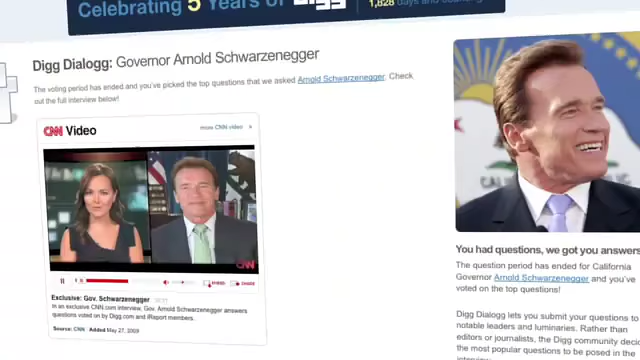 Celebrating 5 Years of digg
1,828 days and counting
Digg Dialogg: Governor Arnold Schwarzenegger
The voting period has ended and you've picked the top questions that we asked Arnold Schwarzenegger. Check
out the full interview below!
CNN Video
more CNN video
CNN
EMBED
SHARE
Exclusive: Gov. Schwarzenegger
In an exclusive CNN.com interview, Gov. Arnold Schwarzenegger answers
questions voted on by Digg.com and iReport members.
Source: CNN · Added May 27, 2009
CALIF
You had questions, we got you answers
The question period has ended for California
Governor Arnold Schwarzenegger and you've
voted on the top questions!
Digg Dialogg lets you submit your questions to
notable leaders and luminaries. Rather than
editors or journalists, the Digg community
the most popular questions to be posed in the